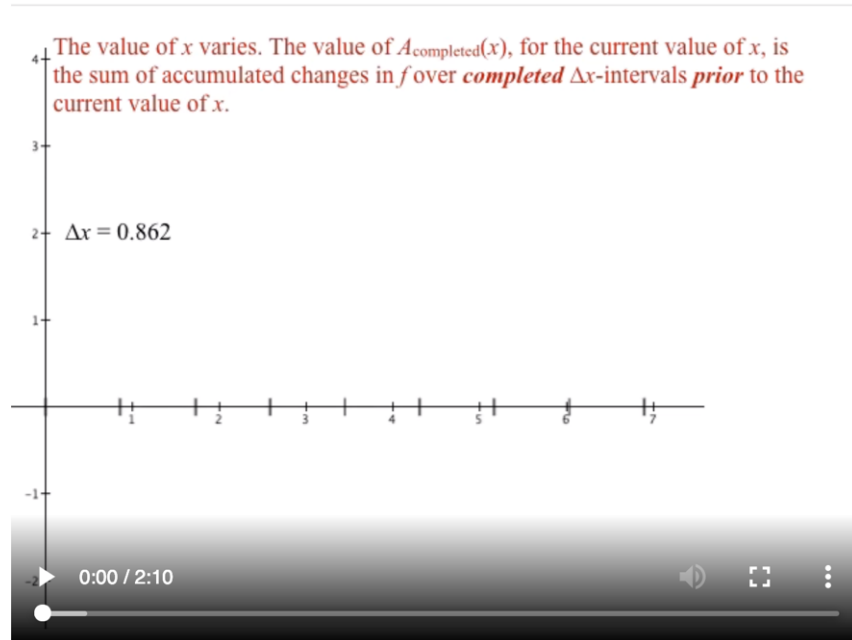 The value of x varies. The value of Acompleted(x), for the current value of x, is
the sum of accumulated changes in f over completed Δx-intervals prior to the
current value of x.
4
3
2
Δx = 0.862
1
1 2 3 4 5 6 7
-1
-2
0:00 / 2:10